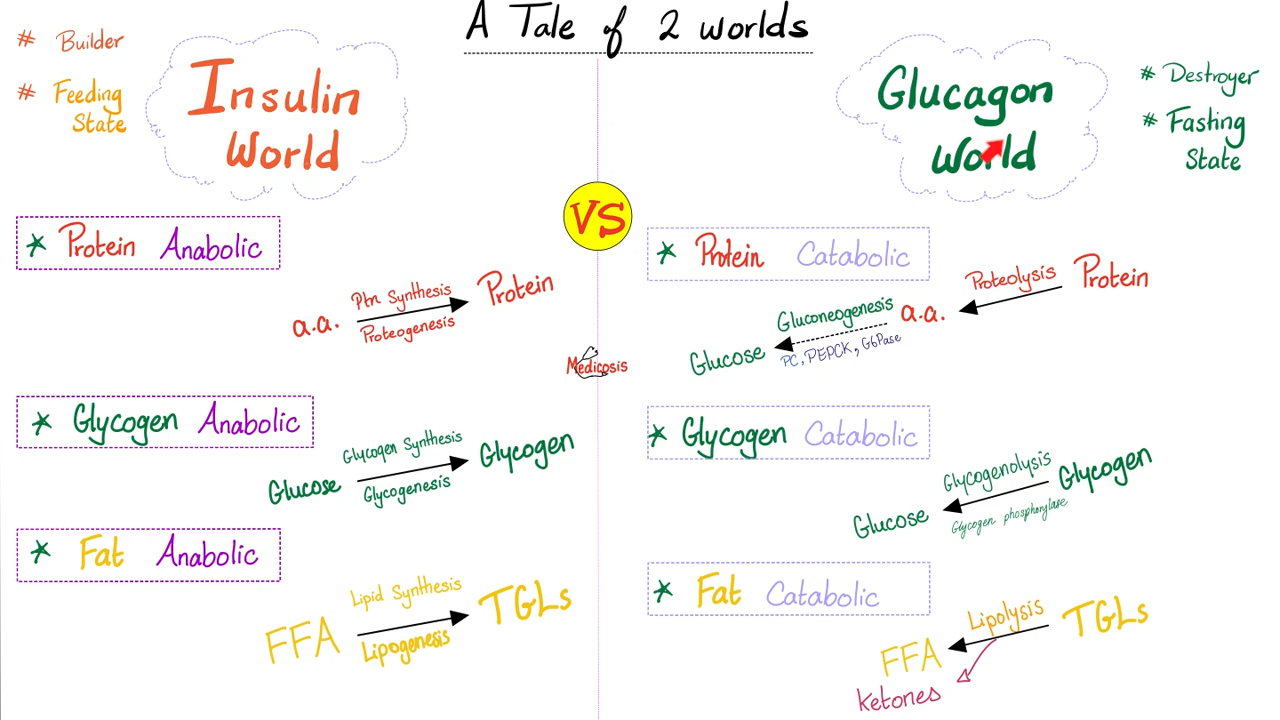 A Tale of 2 worlds
# Builder
# Feeding
State
Insulin
World
VS
Glucagon
World
# Destroyer
# Fasting
State
* Protein Anabolic
a.a.
Ptn Synthesis
Proteogenesis
Protein
Medicosis
* Glycogen Anabolic
Glucose
Glycogen Synthesis
Glycogenesis
Glycogen
* Fat Anabolic
FFA
Lipid Synthesis
Lipogenesis
TGLs
* Protein Catabolic
Protein
Proteolysis
a.a.
Gluconeogenesis
PC, PEPCK, G6Pase
Glucose
* Glycogen Catabolic
Glycogen
Glycogenolysis
Glycogen phosphorylase
Glucose
* Fat Catabolic
TGLs
Lipolysis
FFA
Ketones